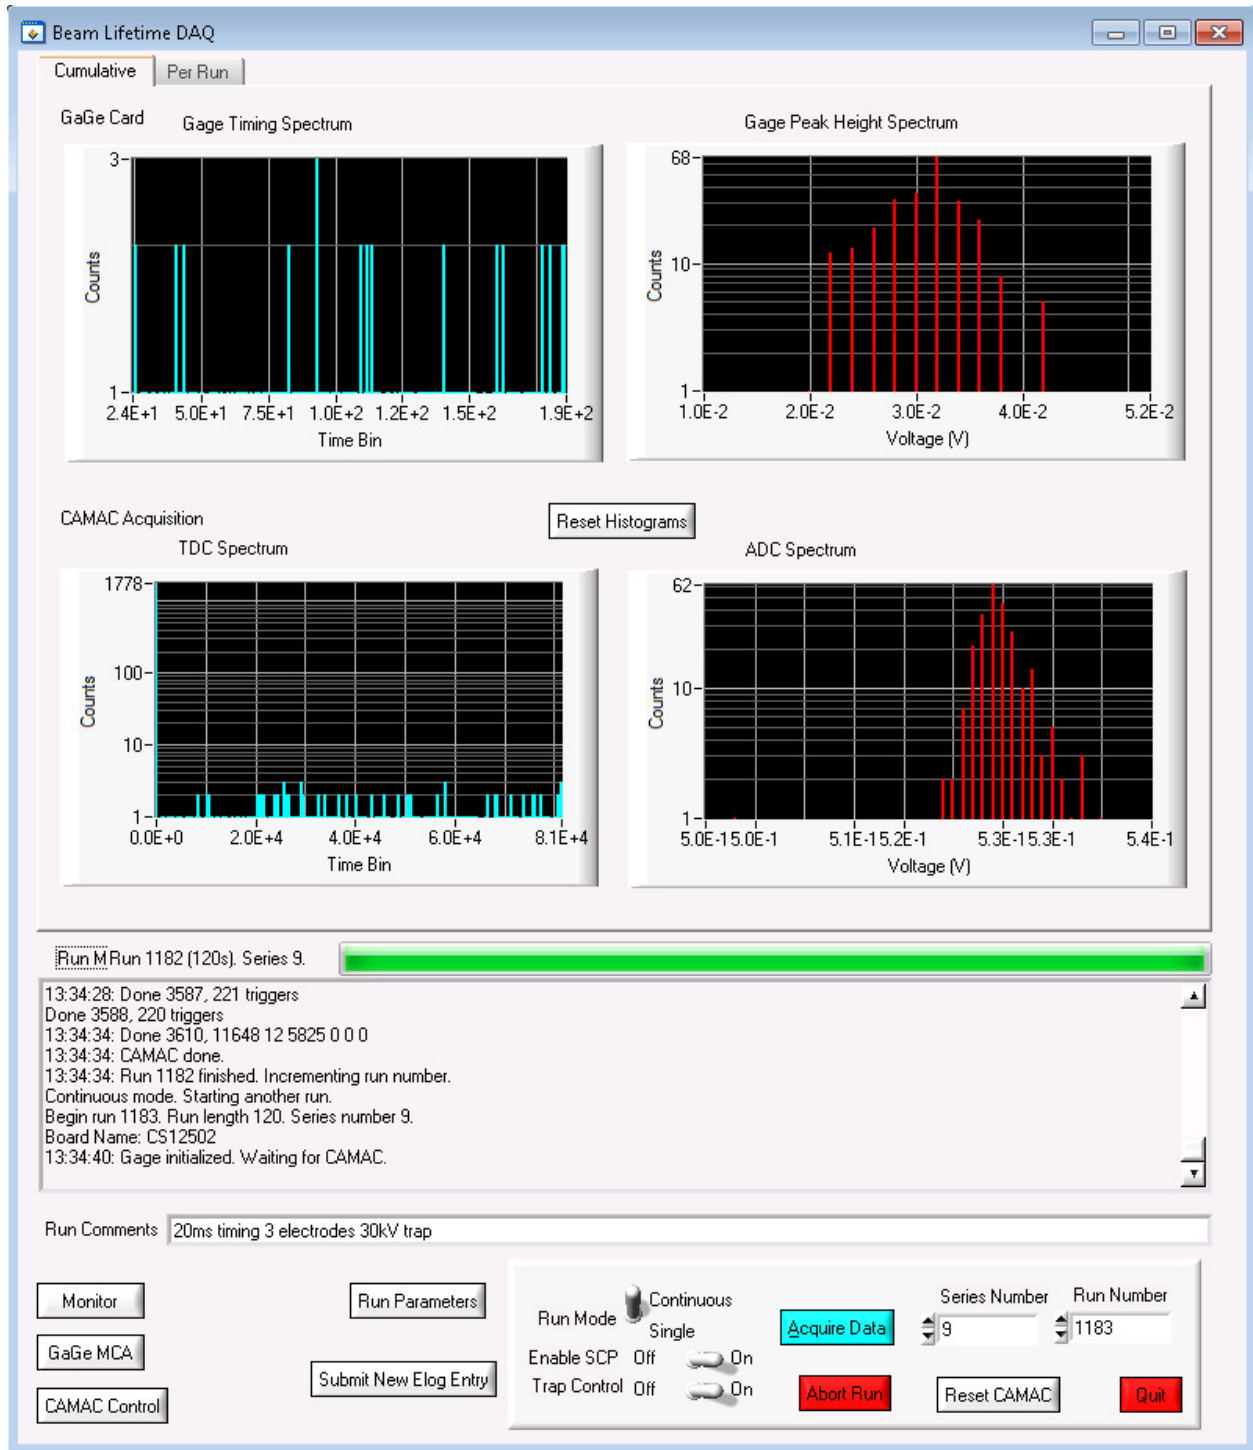 Beam Lifetime DAQ
Cumulative Per Run
GaGe Card Gage Timing Spectrum
3-
Counts
1-
2.4E+1 5.0E+1 7.5E+1 1.0E+2 1.2E+2 1.5E+2 1.9E+2
Time Bin
Gage Peak Height Spectrum
68-
Counts
10-
1-
1.0E-2 2.0E-2 3.0E-2 4.0E-2 5.2E-2
Voltage (V)
CAMAC Acquisition
Reset Histograms
TDC Spectrum
1778-
100-
Counts
10-
1-
0.0E+0 2.0E+4 4.0E+4 6.0E+4 8.1E+4
Time Bin
ADC Spectrum
62-
Counts
10-
1-
5.0E-15.0E-1 5.1E-15.2E-1 5.3E-15.3E-1 5.4E-1
Voltage (V)
Run M Run 1182 (120s). Series 9.
13:34:28: Done 3587, 221 triggers
Done 3588, 220 triggers
13:34:34: Done 3610, 11648 12 5825 0 0 0
13:34:34: CAMAC done.
13:34:34: Run 1182 finished. Incrementing run number.
Continuous mode. Starting another run.
Begin run 1183. Run length 120. Series number 9.
Board Name: CS12502
13:34:40: Gage initialized. Waiting for CAMAC.
Run Comments 20ms timing 3 electrodes 30kV trap
Monitor
GaGe MCA
CAMAC Control
Run Parameters
Submit New Elog Entry
Run Mode Continuous
Single
Enable SCP Off On
Trap Control Off On
Acquire Data
Abort Run
Series Number
9
Run Number
1183
Reset CAMAC
Quit